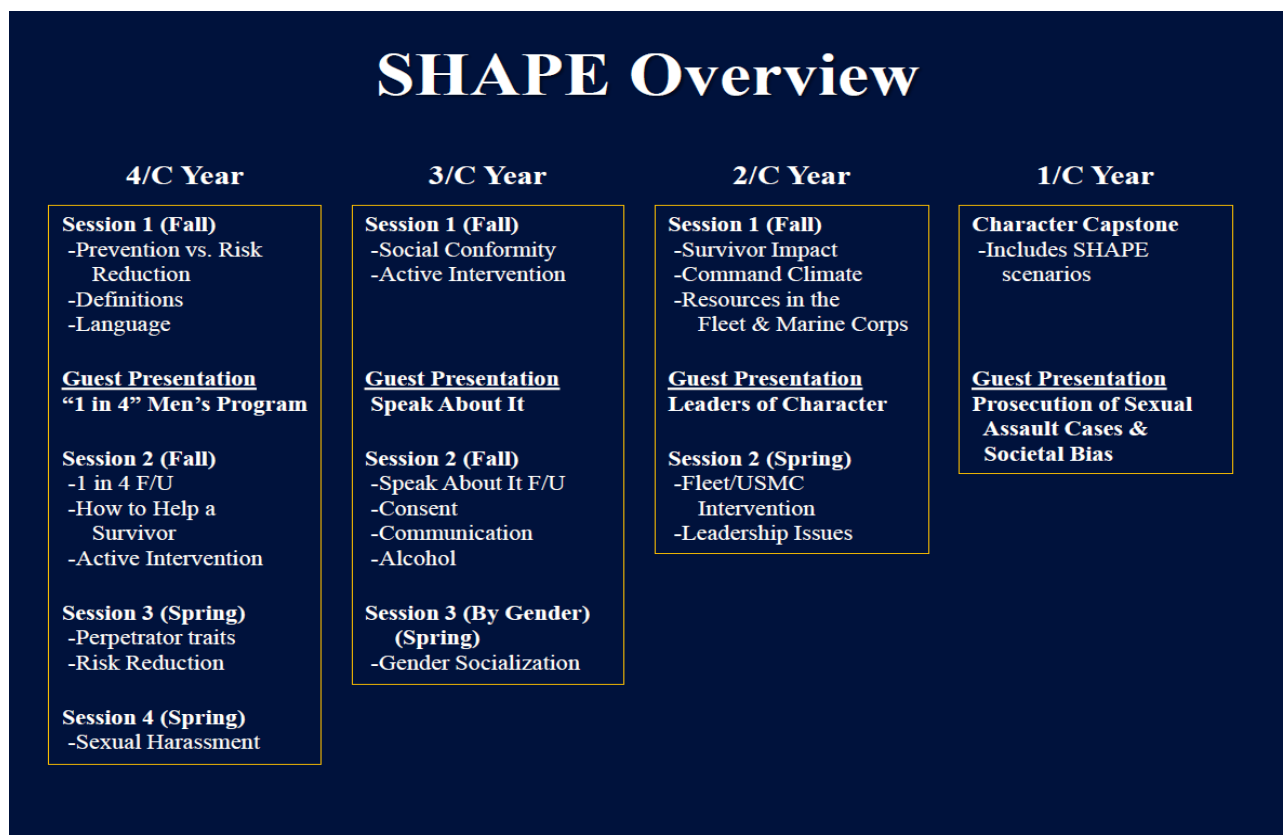 SHAPE Overview
4/C Year
Session 1 (Fall)
-Prevention vs. Risk
Reduction
-Definitions
-Language
Guest Presentation
“1 in 4” Men’s Program
Session 2 (Fall)
-1 in 4 F/U
-How to Help a
Survivor
-Active Intervention
Session 3 (Spring)
-Perpetrator traits
-Risk Reduction
Session 4 (Spring)
-Sexual Harassment
3/C Year
Session 1 (Fall)
-Social Conformity
-Active Intervention
Guest Presentation
Speak About It
Session 2 (Fall)
-Speak About It F/U
-Consent
-Communication
-Alcohol
Session 3 (By Gender)
(Spring)
-Gender Socialization
2/C Year
Session 1 (Fall)
-Survivor Impact
-Command Climate
-Resources in the
Fleet & Marine Corps
Guest Presentation
Leaders of Character
Session 2 (Spring)
-Fleet/USMC
Intervention
-Leadership Issues
1/C Year
Character Capstone
-Includes SHAPE
scenarios
Guest Presentation
Prosecution of Sexual
Assault Cases &
Societal Bias